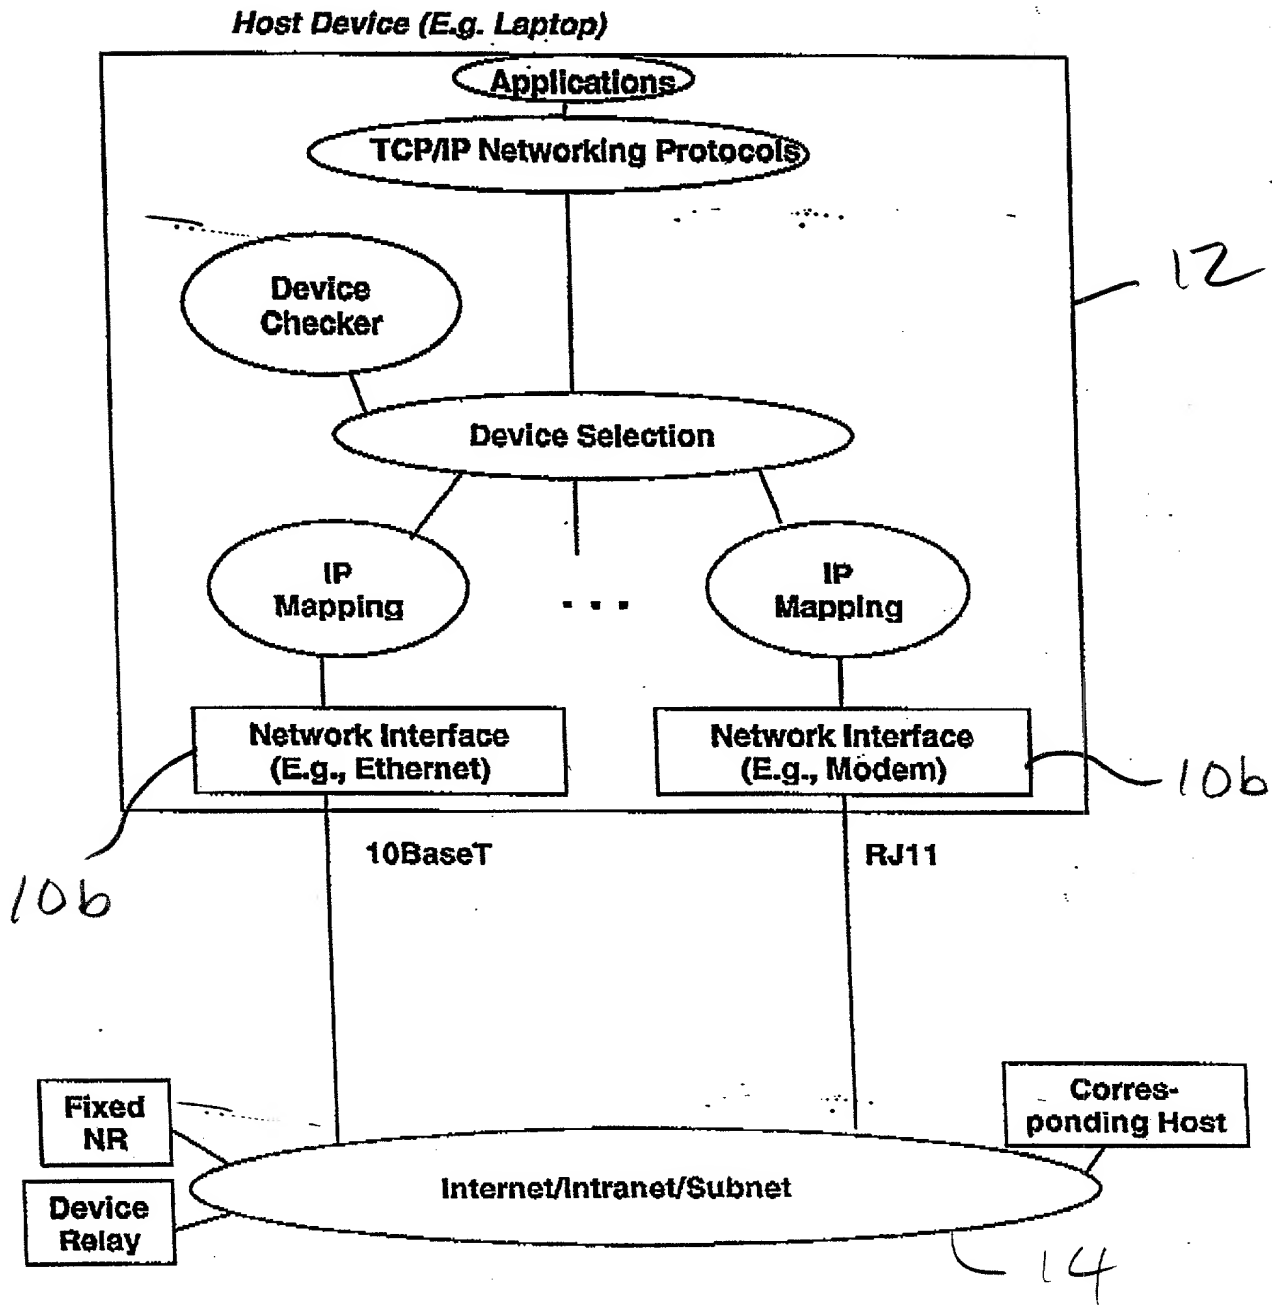 Host Device (E.g. Laptop)
Applications
TCP/IP Networking Protocols
12
Device
Checker
Device Selection
IP
Mapping
. . .
IP
Mapping
Network Interface
(E.g., Ethernet)
Network Interface
(E.g., Modem)
10b
10b
10BaseT
RJ11
Fixed
NR
Corres-
ponding Host
Internet/Intranet/Subnet
Device
Relay
14